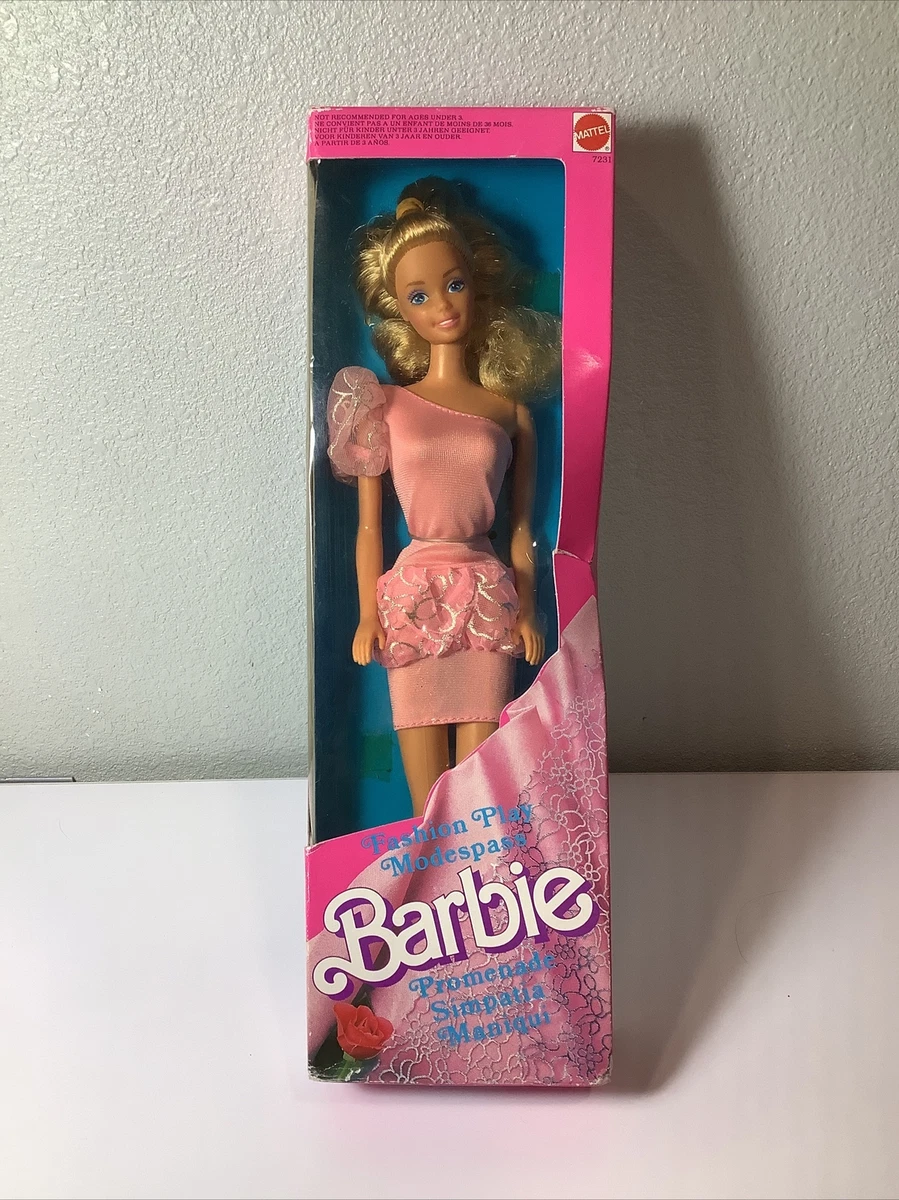 NOT RECOMMENDED FOR AGES UNDER 3.
NE CONVIENT PAS A UN ENFANT DE MOINS DE 36 MOIS.
NICHT FÜR KINDER UNTER 3 JAHREN GEEIGNET.
VOOR KINDEREN VAN 3 JAAR EN OUDER.
A PARTIR DE 3 AÑOS.
MATTEL
7231
Fashion Play
Modespass
Barbie
Promenade
Simpatia
Maniqui